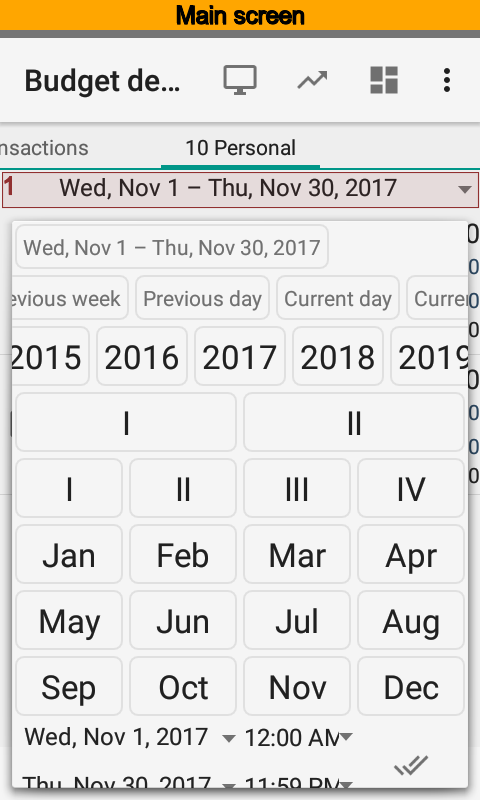 Main screen
Budget de...
nsactions 10 Personal
1 Wed, Nov 1 – Thu, Nov 30, 2017
Wed, Nov 1 – Thu, Nov 30, 2017
evious week Previous day Current day Curre
2015 2016 2017 2018 2019
I II
I II III IV
Jan Feb Mar Apr
May Jun Jul Aug
Sep Oct Nov Dec
Wed, Nov 1, 2017 12:00 AM
Thu, Nov 30, 2017 11:59 PM